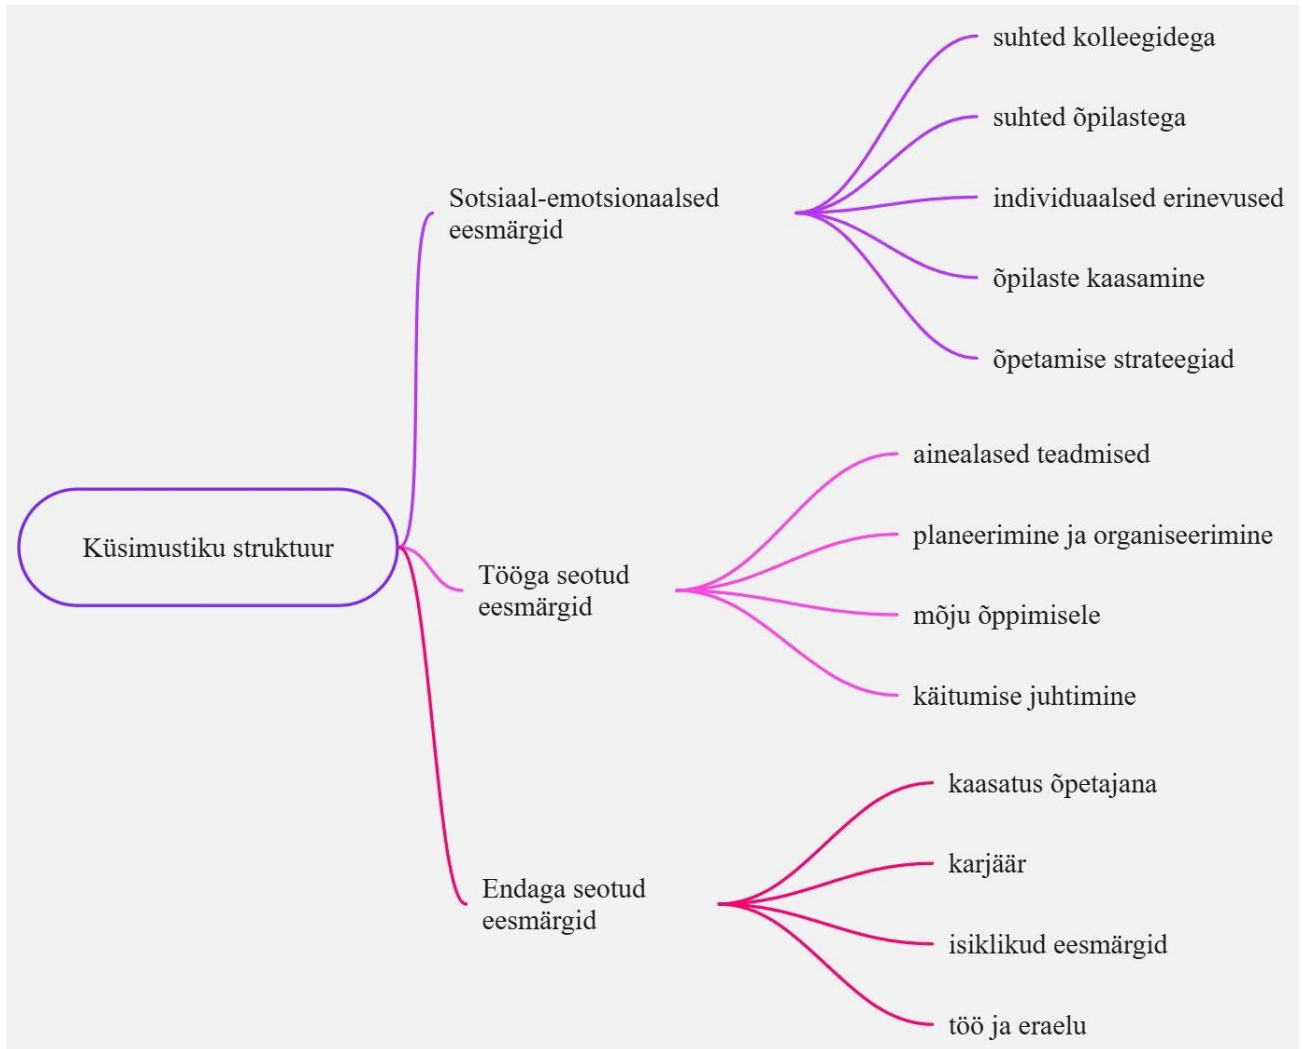 Küsimustiku struktuur
Sotsiaal-emotsionaalsed
eesmärgid
suhted kolleegidega
suhted õpilastega
individuaalsed erinevused
õpilaste kaasamine
õpetamise strateegiad
Tööga seotud
eesmärgid
ainealased teadmised
planeerimine ja organiseerimine
mõju õppimisele
käitumise juhtimine
Endaga seotud
eesmärgid
kaasatus õpetajana
karjäär
isiklikud eesmärgid
töö ja eraelu